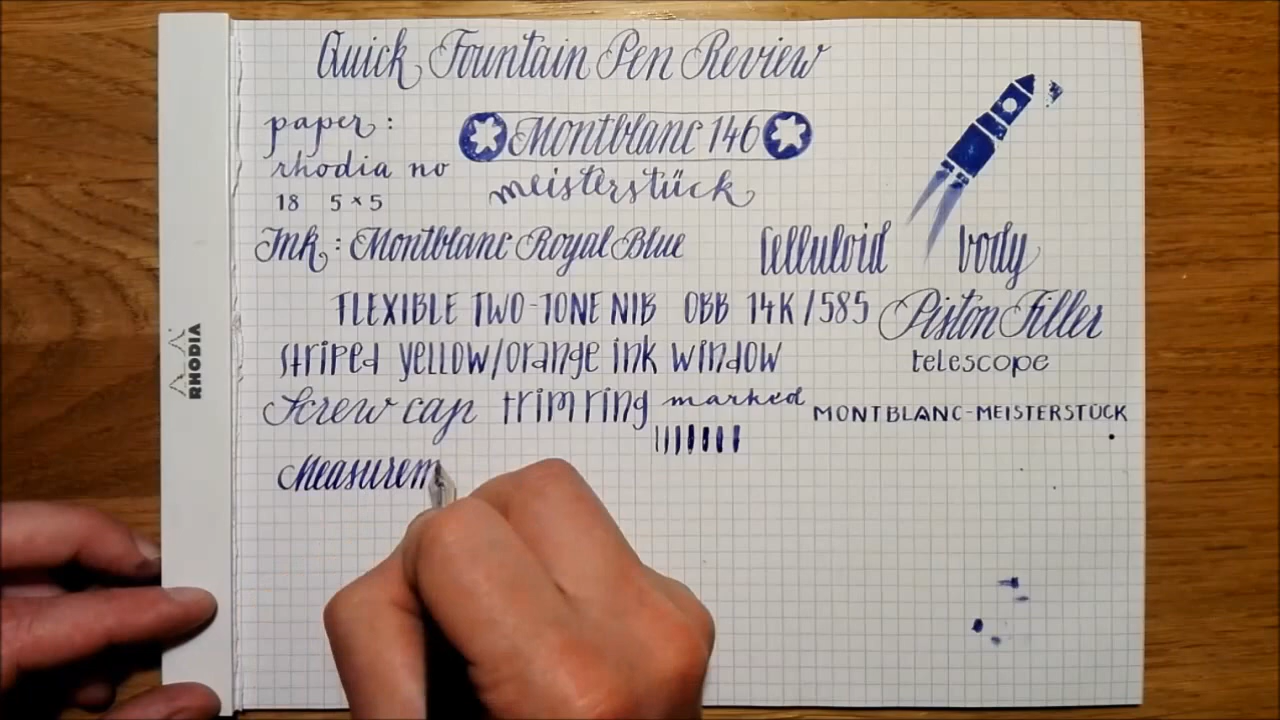 Quick Fountain Pen Review
paper :
rhodia no
18 5 × 5
Montblanc 146
meisterstück
Ink : Montblanc Royal Blue
Celluloid body
FLEXIBLE TWO-TONE NIB OBB 14K/585
Piston Filler
telescope
striped yellow/orange ink window
Screw cap trim ring marked MONTBLANC-MEISTERSTÜCK
Measurem
RHODIA